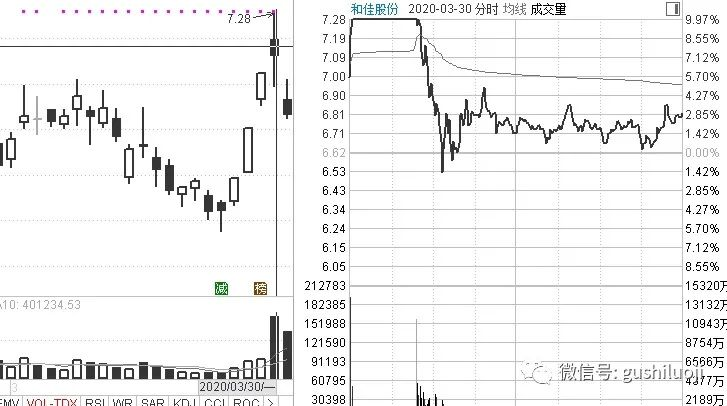 7.28
减
榜
A10: 401234.53
3
2020/03/30/一
EMV VOL-TDX RSI WR SAR KDJ CCI ROC
和佳股份 2020-03-30 分时 均线 成交量
7.28 9.97%
7.19 8.55%
7.09 7.12%
7.00 5.70%
6.90 4.27%
6.81 2.85%
6.71 1.42%
6.62 0.00%
6.53 1.42%
6.43 2.85%
6.34 4.27%
6.24 5.70%
6.15 7.12%
6.05 8.55%
212783 15320万
182385 13132万
151988 10943万
121590 8754万
91193 6566万
60795 4377万
30398
微信号: gushiluoji